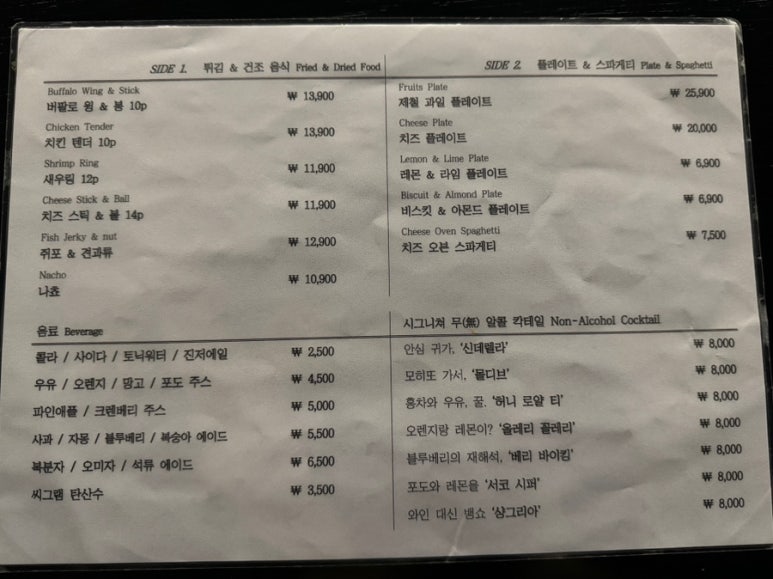 SIDE 1. 튀김 & 건조 음식 Fried & Dried Food
Buffalo Wing & Stick
버팔로 윙 & 봉 10p ₩ 13,900
Chicken Tender
치킨 텐더 10p ₩ 13,900
Shrimp Ring
새우링 12p ₩ 11,900
Cheese Stick & Ball
치즈 스틱 & 볼 14p ₩ 11,900
Fish Jerky & nut
쥐포 & 견과류 ₩ 12,900
Nacho
나쵸 ₩ 10,900
SIDE 2. 플레이트 & 스파게티 Plate & Spaghetti
Fruits Plate
제철 과일 플레이트 ₩ 25,900
Cheese Plate
치즈 플레이트 ₩ 20,000
Lemon & Lime Plate
레몬 & 라임 플레이트 ₩ 6,900
Biscuit & Almond Plate
비스킷 & 아몬드 플레이트 ₩ 6,900
Cheese Oven Spaghetti
치즈 오븐 스파게티 ₩ 7,500
음료 Beverage
콜라 / 사이다 / 토닉워터 / 진저에일 ₩ 2,500
우유 / 오렌지 / 망고 / 포도 주스 ₩ 4,500
파인애플 / 크렌베리 주스 ₩ 5,000
사과 / 자몽 / 블루베리 / 복숭아 에이드 ₩ 5,500
복분자 / 오미자 / 석류 에이드 ₩ 6,500
씨그램 탄산수 ₩ 3,500
시그니쳐 무(無) 알콜 칵테일 Non-Alcohol Cocktail
안심 귀가, '신데렐라' ₩ 8,000
모히또 가서, '몰디브' ₩ 8,000
홍차와 우유, 꿀. '허니 로얄 티' ₩ 8,000
오렌지랑 레몬이? '올레리 꼴레리' ₩ 8,000
블루베리의 재해석, '베리 바이킹' ₩ 8,000
포도와 레몬을 '서코 시퍼' ₩ 8,000
와인 대신 뱅쇼 '상그리아' ₩ 8,000